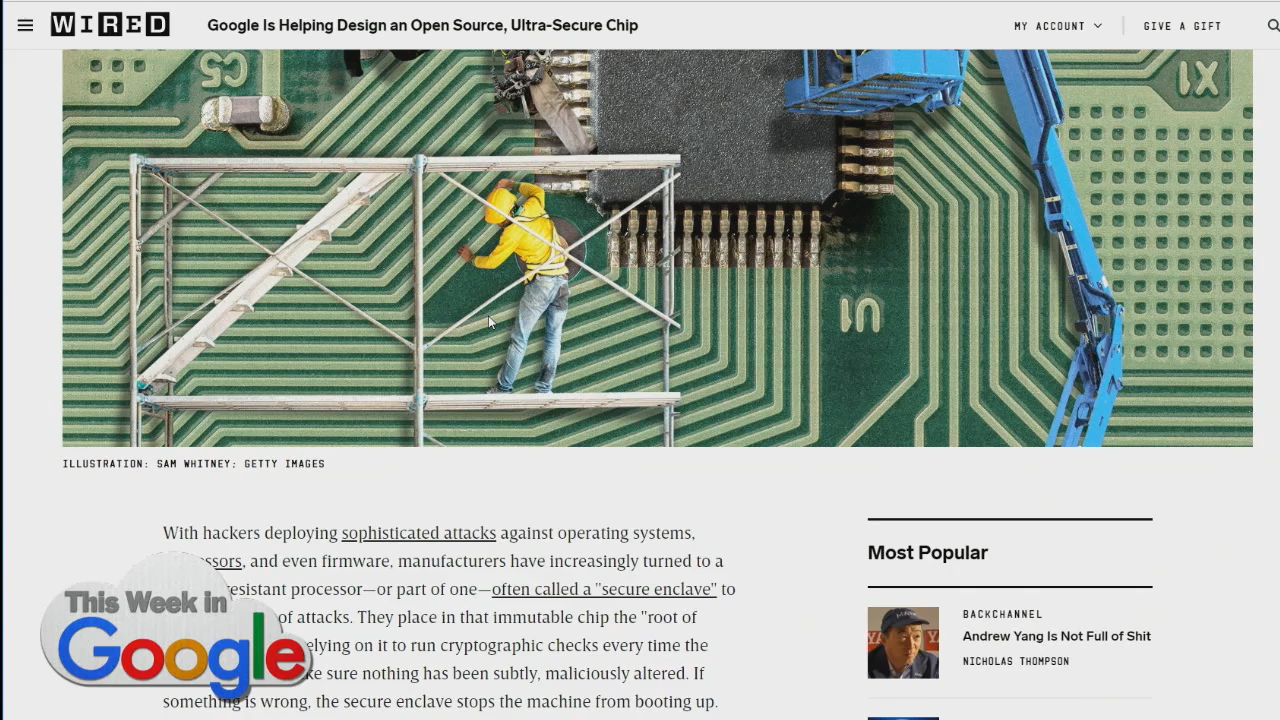 WIRED
Google Is Helping Design an Open Source, Ultra-Secure Chip
MY ACCOUNT
GIVE A GIFT
C5
X1
U1
ILLUSTRATION: SAM WHITNEY; GETTY IMAGES
With hackers deploying sophisticated attacks against operating systems,
and even firmware, manufacturers have increasingly turned to a
processor—or part of one—often called a "secure enclave" to
of attacks. They place in that immutable chip the "root of
it to run cryptographic checks every time the
sure nothing has been subtly, maliciously altered. If
something is wrong, the secure enclave stops the machine from booting up.
Most Popular
BACKCHANNEL
Andrew Yang Is Not Full of Shit
NICHOLAS THOMPSON
This Week in
Google